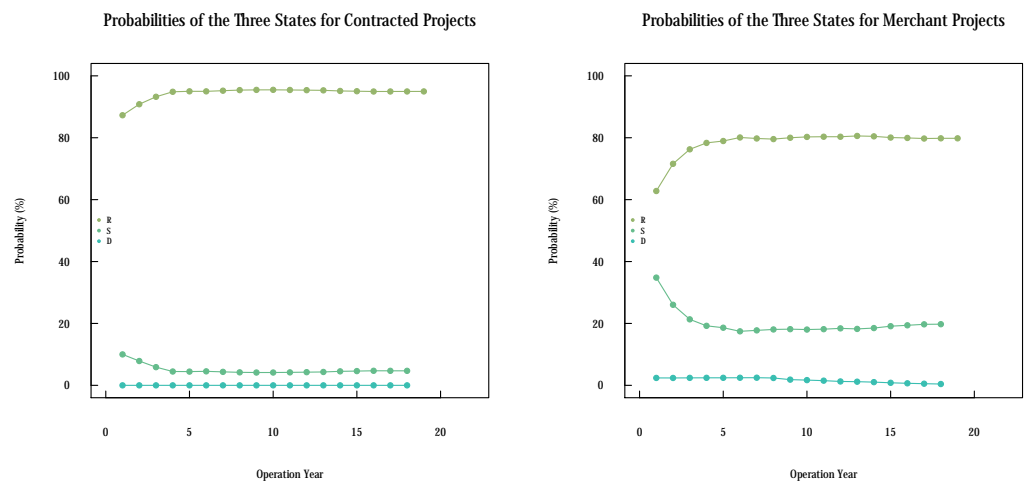 Probabilities of the Three States for Contracted Projects
100
80
60
40
20
0
Probability (%)
R
S
D
0 5 10 15 20
Operation Year
Probabilities of the Three States for Merchant Projects
100
80
60
40
20
0
Probability (%)
R
S
D
0 5 10 15 20
Operation Year